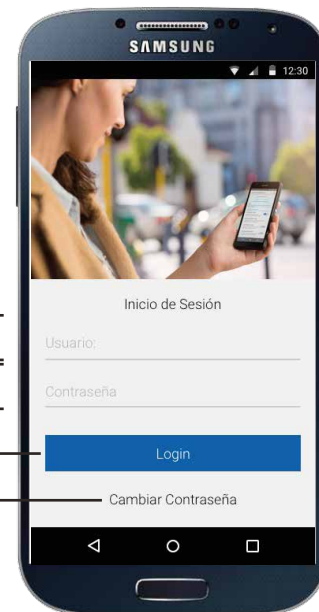 SAMSUNG
12:30
Inicio de Sesión
Usuario:
Contraseña
Login
Cambiar Contraseña